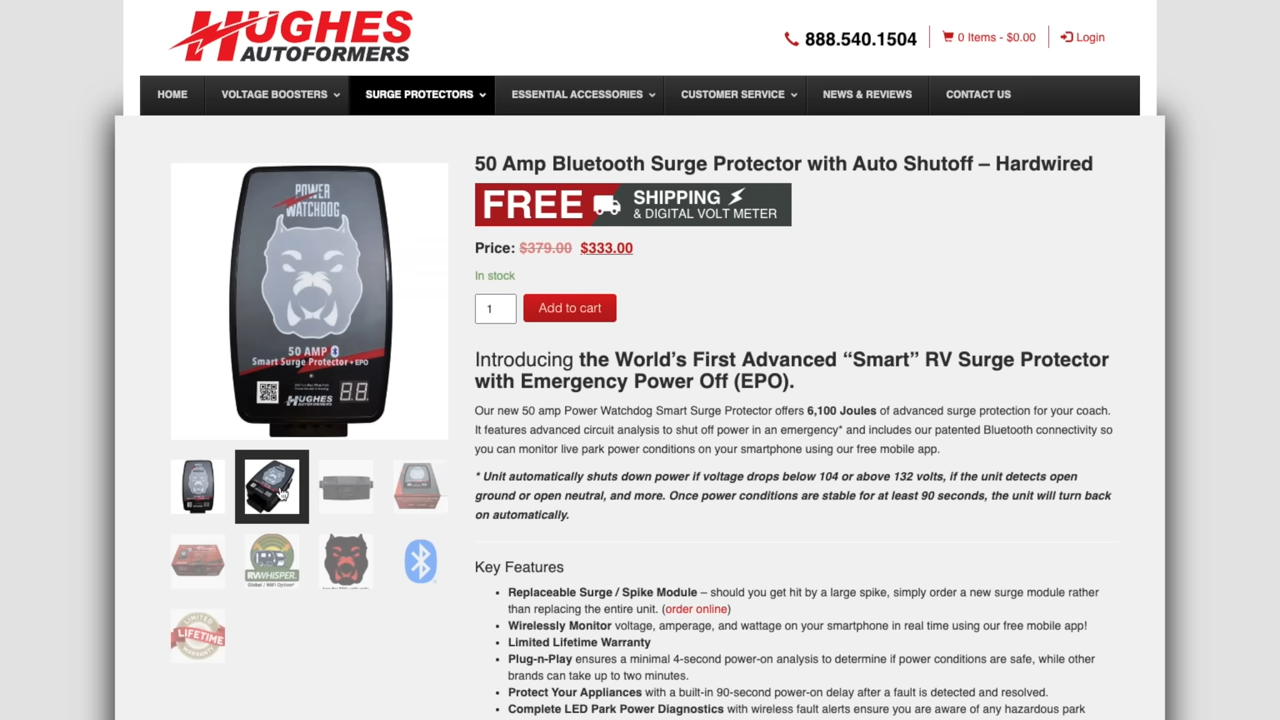 HUGHES
AUTOFORMERS
888.540.1504
0 Items - $0.00
Login
HOME
VOLTAGE BOOSTERS
SURGE PROTECTORS
ESSENTIAL ACCESSORIES
CUSTOMER SERVICE
NEWS & REVIEWS
CONTACT US
POWER
WATCHDOG
50 AMP
Smart Surge Protector + EPO
HUGHES
AUTOFORMERS
88
RVWHISPER
LIMITED
LIFETIME
WARRANTY
50 Amp Bluetooth Surge Protector with Auto Shutoff – Hardwired
FREE SHIPPING
& DIGITAL VOLT METER
Price: $379.00 $333.00
In stock
1
Add to cart
Introducing the World’s First Advanced “Smart” RV Surge Protector
with Emergency Power Off (EPO).
Our new 50 amp Power Watchdog Smart Surge Protector offers 6,100 Joules of advanced surge protection for your coach.
It features advanced circuit analysis to shut off power in an emergency* and includes our patented Bluetooth connectivity so
you can monitor live park power conditions on your smartphone using our free mobile app.
* Unit automatically shuts down power if voltage drops below 104 or above 132 volts, if the unit detects open
ground or open neutral, and more. Once power conditions are stable for at least 90 seconds, the unit will turn back
on automatically.
Key Features
• Replaceable Surge / Spike Module – should you get hit by a large spike, simply order a new surge module rather
than replacing the entire unit. (order online)
• Wirelessly Monitor voltage, amperage, and wattage on your smartphone in real time using our free mobile app!
• Limited Lifetime Warranty
• Plug-n-Play ensures a minimal 4-second power-on analysis to determine if power conditions are safe, while other
brands can take up to two minutes.
• Protect Your Appliances with a built-in 90-second power-on delay after a fault is detected and resolved.
• Complete LED Park Power Diagnostics with wireless fault alerts ensure you are aware of any hazardous park